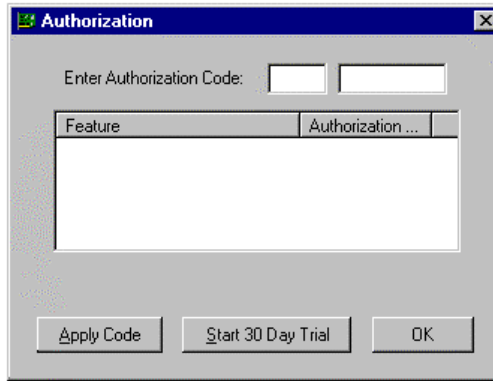 Authorization
Enter Authorization Code:
Feature Authorization ...
Apply Code Start 30 Day Trial OK